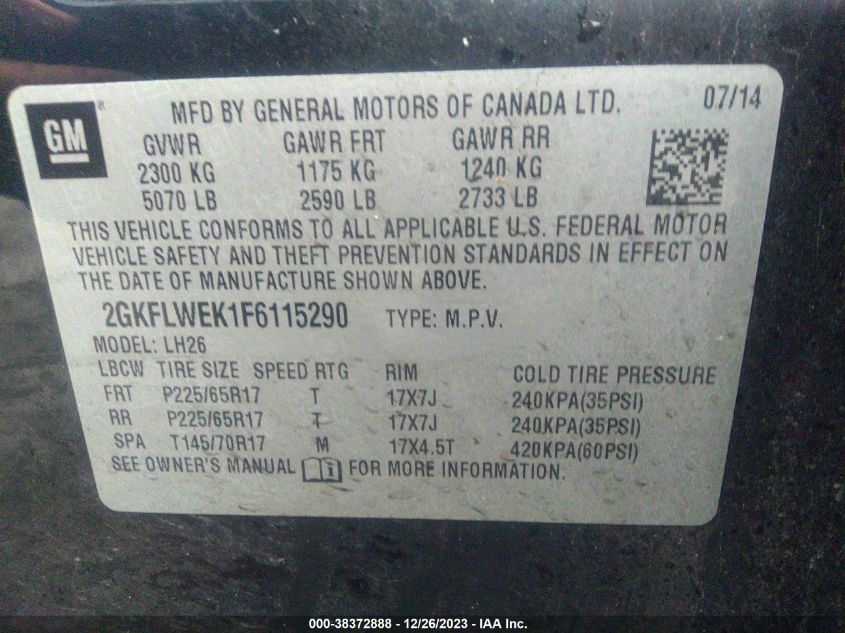 GM
MFD BY GENERAL MOTORS OF CANADA LTD. 07/14
GVWR GAWR FRT GAWR RR
2300 KG 1175 KG 1240 KG
5070 LB 2590 LB 2733 LB
THIS VEHICLE CONFORMS TO ALL APPLICABLE U.S. FEDERAL MOTOR
VEHICLE SAFETY AND THEFT PREVENTION STANDARDS IN EFFECT ON
THE DATE OF MANUFACTURE SHOWN ABOVE.
2GKFLWEK1F6115290 TYPE: M.P.V.
MODEL: LH26
LBCW TIRE SIZE SPEED RTG RIM COLD TIRE PRESSURE
FRT P225/65R17 T 17X7J 240KPA(35PSI)
RR P225/65R17 T 17X7J 240KPA(35PSI)
SPA T145/70R17 M 17X4.5T 420KPA(60PSI)
SEE OWNER'S MANUAL FOR MORE INFORMATION.
000-38372888 - 12/26/2023 - IAA Inc.